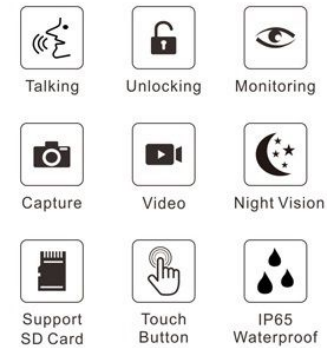 Talking
Unlocking
Monitoring
Capture
Video
Night Vision
Support
SD Card
Touch
Button
IP65
Waterproof